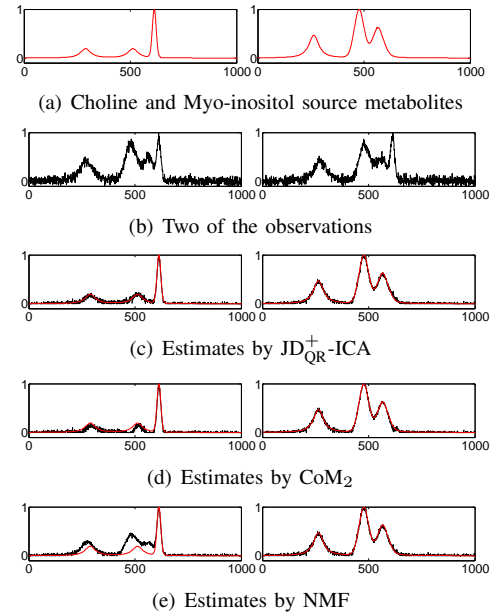 1
0
0 500 1000
1
0
0 500 1000
(a) Choline and Myo-inositol source metabolites
1
0
0 500 1000
1
0
0 500 1000
(b) Two of the observations
1
0
0 500 1000
1
0
0 500 1000
(c) Estimates by JD⁺QR-ICA
1
0
0 500 1000
1
0
0 500 1000
(d) Estimates by CoM₂
1
0
0 500 1000
1
0
0 500 1000
(e) Estimates by NMF